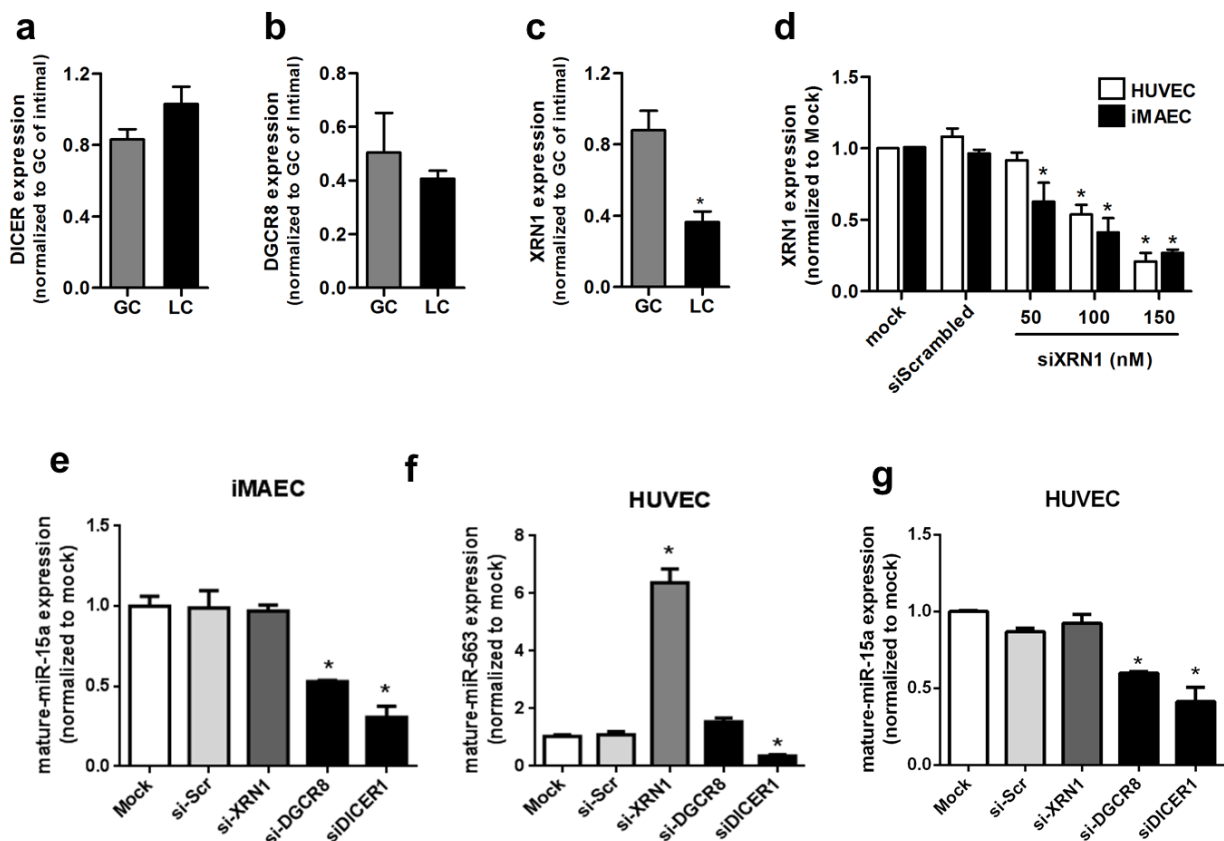 a
DICER expression
(normalized to GC of intimal)
1.2
0.8
0.4
0.0
GC LC
b
DGCR8 expression
(normalized to GC of Intimal)
0.8
0.6
0.4
0.2
0.0
GC LC
c
XRN1 expression
(normalized to GC of intimal)
1.2
0.8
0.4
0.0
*
GC LC
d
XRN1 expression
(normalized to Mock)
1.5
1.0
0.5
0.0
HUVEC
iMAEC
* * * * *
mock
siScrambled
50 100 150
siXRN1 (nM)
e
iMAEC
mature-miR-15a expression
(normalized to mock)
1.5
1.0
0.5
0.0
* *
Mock
si-Scr
si-XRN1
si-DGCR8
siDICER1
f
HUVEC
mature-miR-663 expression
(normalized to mock)
8
6
4
2
0
* *
Mock
si-Scr
si-XRN1
si-DGCR8
siDICER1
g
HUVEC
mature-miR-15a expression
(normalized to mock)
1.5
1.0
0.5
0.0
* *
Mock
si-Scr
si-XRN1
si-DGCR8
siDICER1